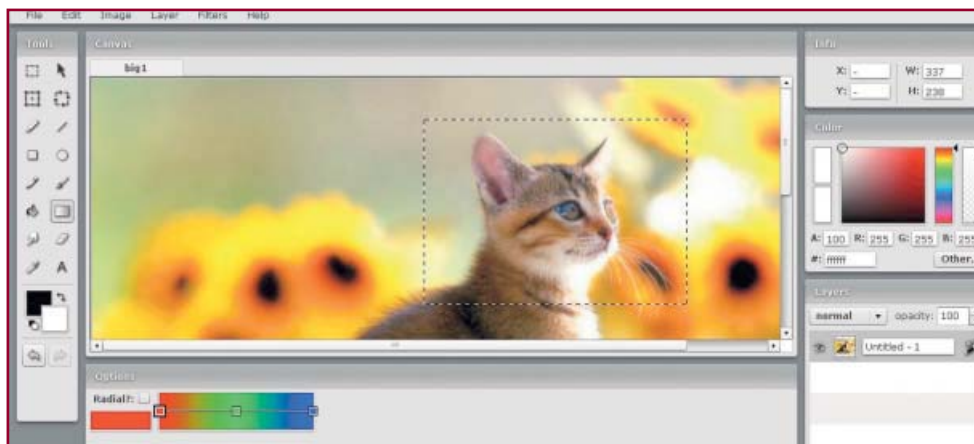 File Edit Image Layer Filters Help
Tools
Canvas
big1
Info
X: - W: 337
Y: - H: 238
Color
A: 100 R: 255 G: 255 B: 255
#: ffffff Other.
Layers
normal opacity: 100
Untitled - 1
A
Options
Radial?: